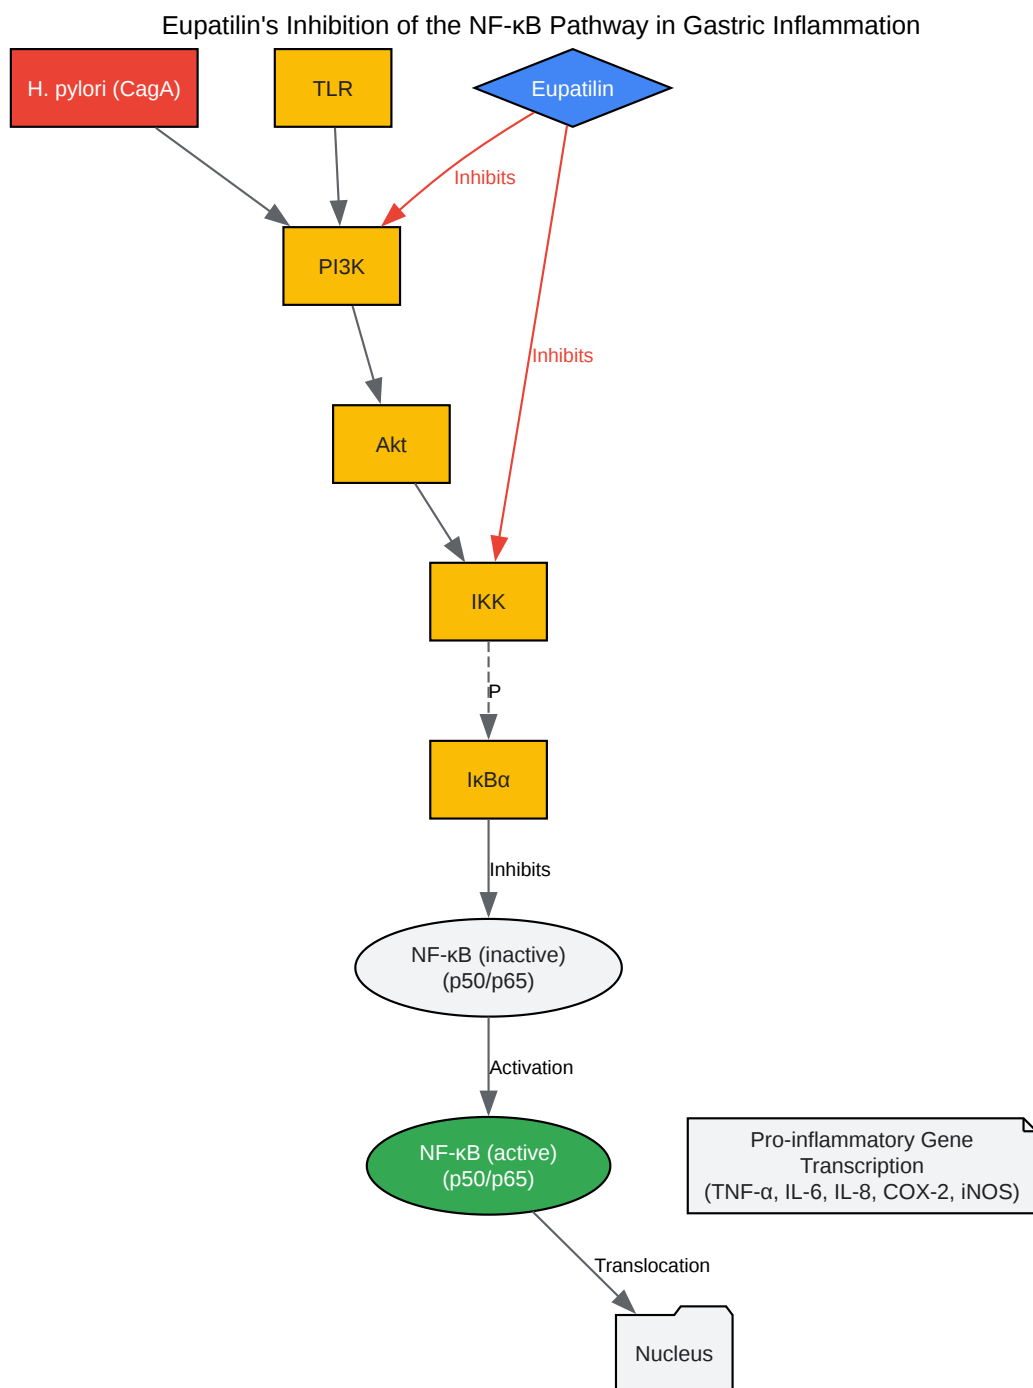 Eupatilin's Inhibition of the NF-κB Pathway in Gastric Inflammation
H. pylori (CagA)
TLR
Eupatilin
Inhibits
PI3K
Inhibits
Akt
IKK
P
IκBα
Inhibits
NF-κB (inactive)
(p50/p65)
Activation
NF-κB (active)
(p50/p65)
Pro-inflammatory Gene
Transcription
(TNF-α, IL-6, IL-8, COX-2, iNOS)
Translocation
Nucleus